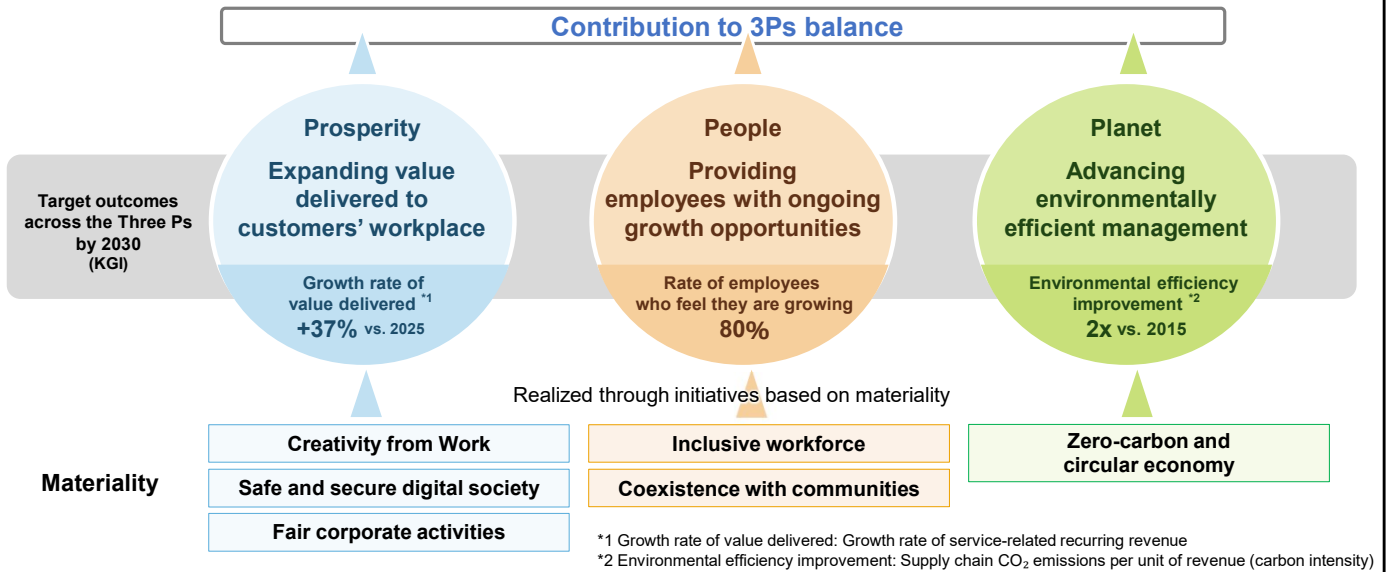 Contribution to 3Ps balance
Target outcomes
across the Three Ps
by 2030
(KGI)
Prosperity
Expanding value
delivered to
customers’ workplace
Growth rate of
value delivered *1
+37% vs. 2025
People
Providing
employees with ongoing
growth opportunities
Rate of employees
who feel they are growing
80%
Planet
Advancing
environmentally
efficient management
Environmental efficiency
improvement *2
2x vs. 2015
Realized through initiatives based on materiality
Materiality
Creativity from Work
Safe and secure digital society
Fair corporate activities
Inclusive workforce
Coexistence with communities
Zero-carbon and
circular economy
*1 Growth rate of value delivered: Growth rate of service-related recurring revenue
*2 Environmental efficiency improvement: Supply chain CO₂ emissions per unit of revenue (carbon intensity)